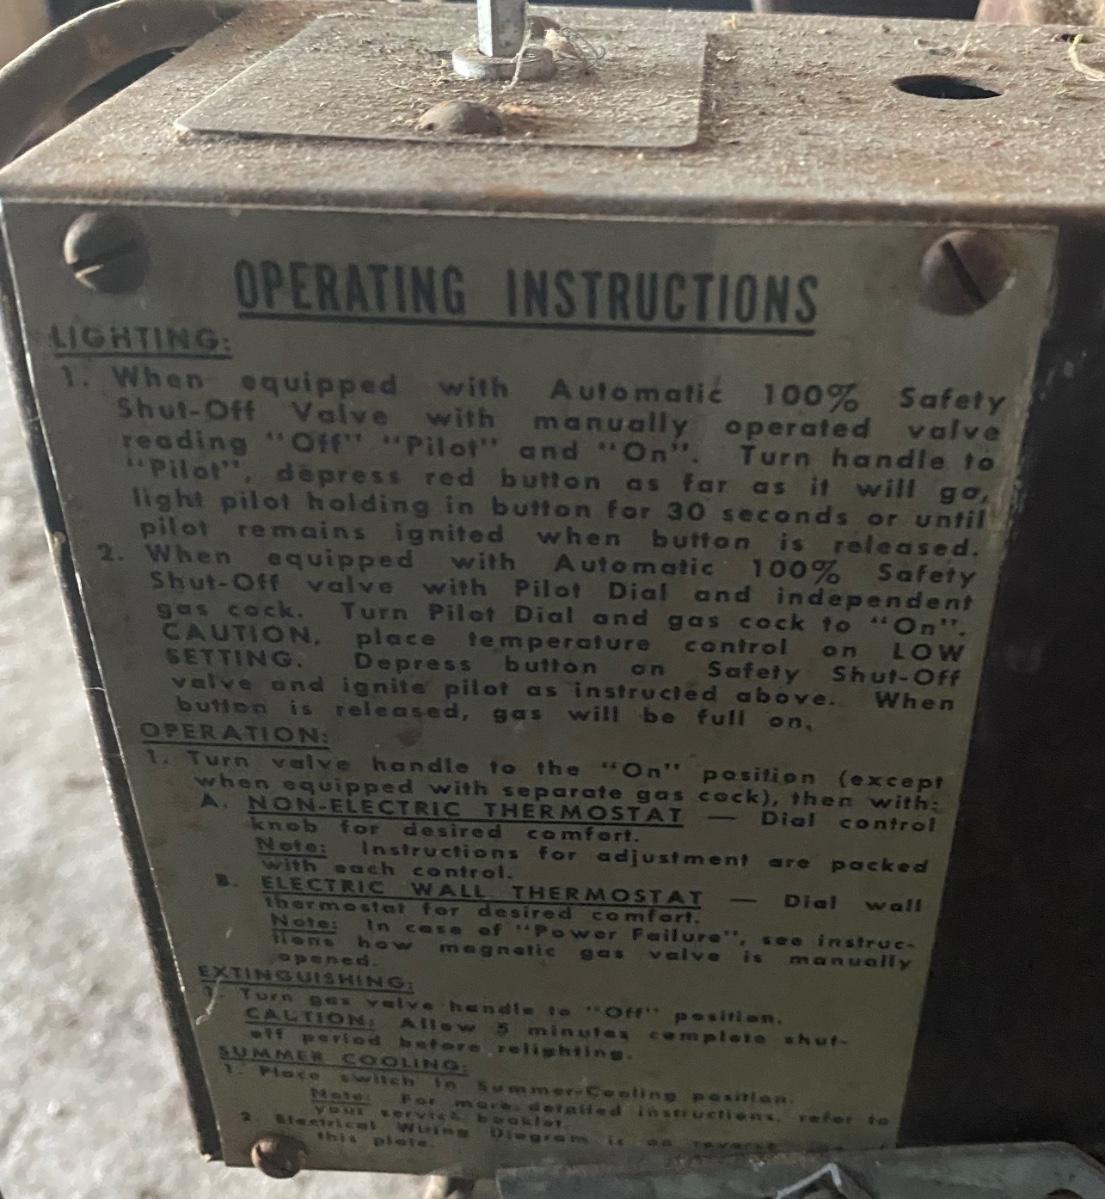 OPERATING INSTRUCTIONS
LIGHTING:
1. When equipped with Automatic 100% Safety
Shut-Off Valve with manually operated valve
reading "Off" "Pilot" and "On". Turn handle to
"Pilot", depress red button as far as it will go,
light pilot holding in button for 30 seconds or until
pilot remains ignited when button is released.
2. When equipped with Automatic 100% Safety
Shut-Off valve with Pilot Dial and independent
gas cock. Turn Pilot Dial and gas cock to "On".
CAUTION, place temperature control on LOW
SETTING. Depress button on Safety Shut-Off
valve and ignite pilot as instructed above. When
button is released, gas will be full on.
OPERATION:
1. Turn valve handle to the "On" position (except
when equipped with separate gas cock), then with:
A. NON-ELECTRIC THERMOSTAT — Dial control
knob for desired comfort.
Note: Instructions for adjustment are packed
with each control.
B. ELECTRIC WALL THERMOSTAT — Dial wall
thermostat for desired comfort.
Note: In case of "Power Failure", see instruc-
tions how magnetic gas valve is manually
opened.
EXTINGUISHING:
1. Turn gas valve handle to "Off" position.
CAUTION: Allow 5 minutes complete shut-
off period before relighting.
SUMMER COOLING:
1. Place switch in Summer-Cooling position.
Note: For more detailed instructions, refer to
your service booklet.
2. Electrical Wiring Diagram is on reverse
this plate.